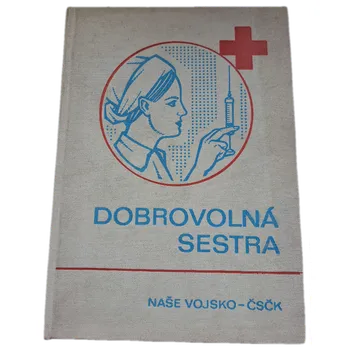 DOBROVOLNÁ
SESTRA
NAŠE VOJSKO-ČSČK